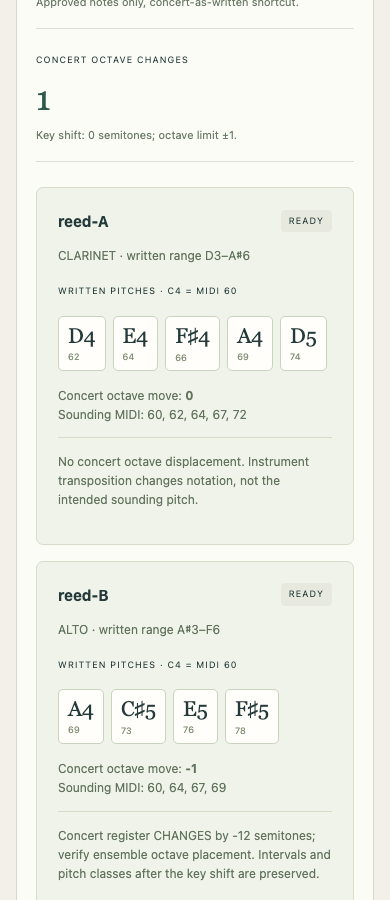 Approved notes only, concert-as-written shortcut.
CONCERT OCTAVE CHANGES
1
Key shift: 0 semitones; octave limit ±1.
reed-A
READY
CLARINET · written range D3–A#6
WRITTEN PITCHES · C4 = MIDI 60
D4 E4 F♯4 A4 D5
62 64 66 69 74
Concert octave move: 0
Sounding MIDI: 60, 62, 64, 67, 72
No concert octave displacement. Instrument
transposition changes notation, not the
intended sounding pitch.
reed-B
READY
ALTO · written range A#3–F6
WRITTEN PITCHES · C4 = MIDI 60
A4 C♯5 E5 F♯5
69 73 76 78
Concert octave move: -1
Sounding MIDI: 60, 64, 67, 69
Concert register CHANGES by -12 semitones;
verify ensemble octave placement. Intervals and
pitch classes after the key shift are preserved.